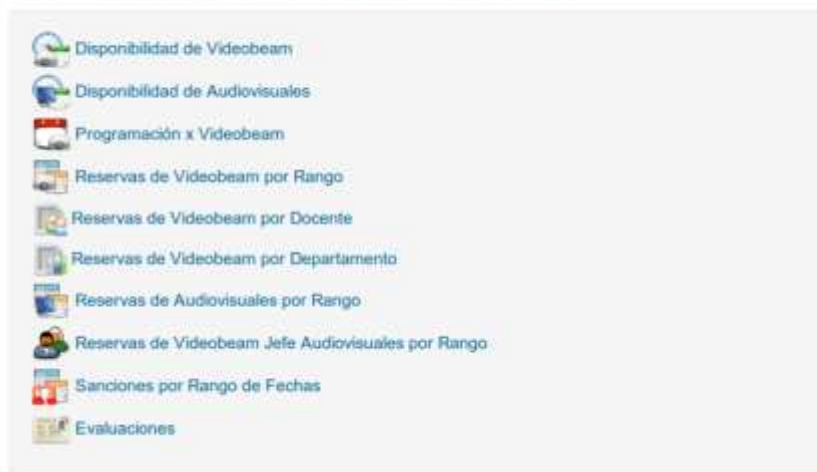 Disponibilidad de Videobeam
Disponibilidad de Audiovisuales
Programación x Videobeam
Reservas de Videobeam por Rango
Reservas de Videobeam por Docente
Reservas de Videobeam por Departamento
Reservas de Audiovisuales por Rango
Reservas de Videobeam Jefe Audiovisuales por Rango
Sanciones por Rango de Fechas
Evaluaciones